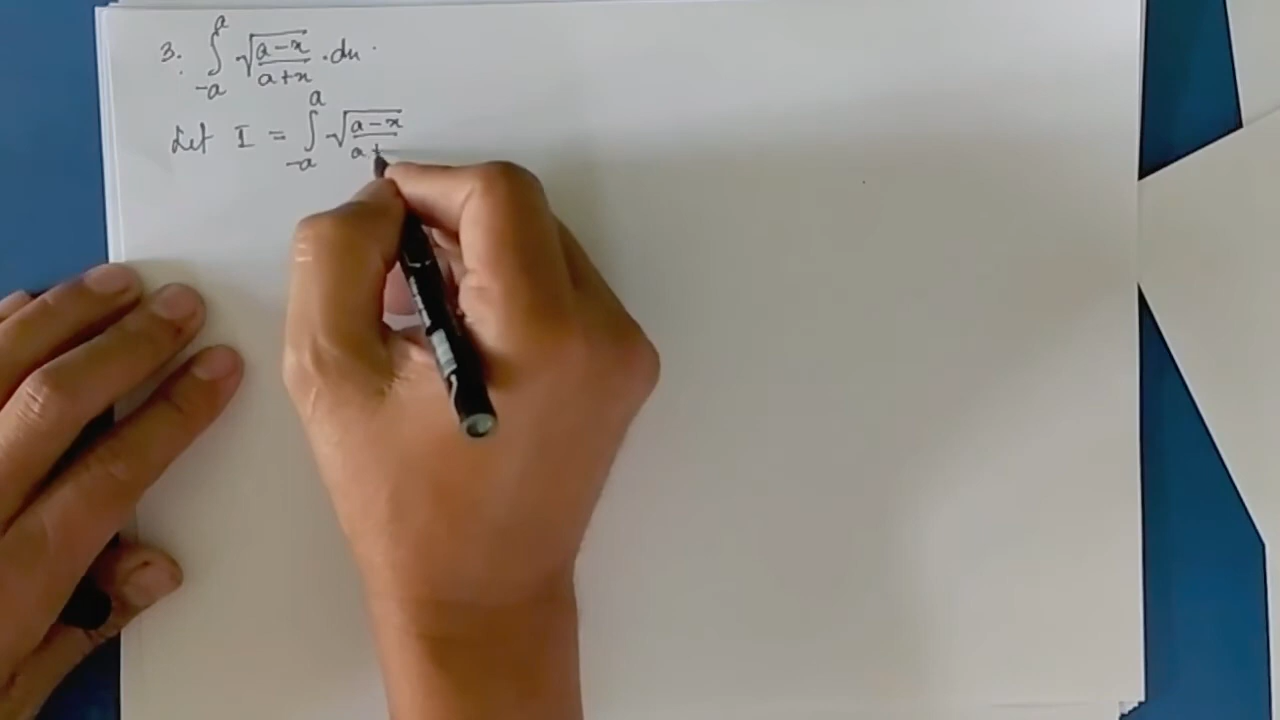 3. ∫_{-a}^{a} √(a-x / a+x) .dx.
Let I = ∫_{-a}^{a} √(a-x / a+